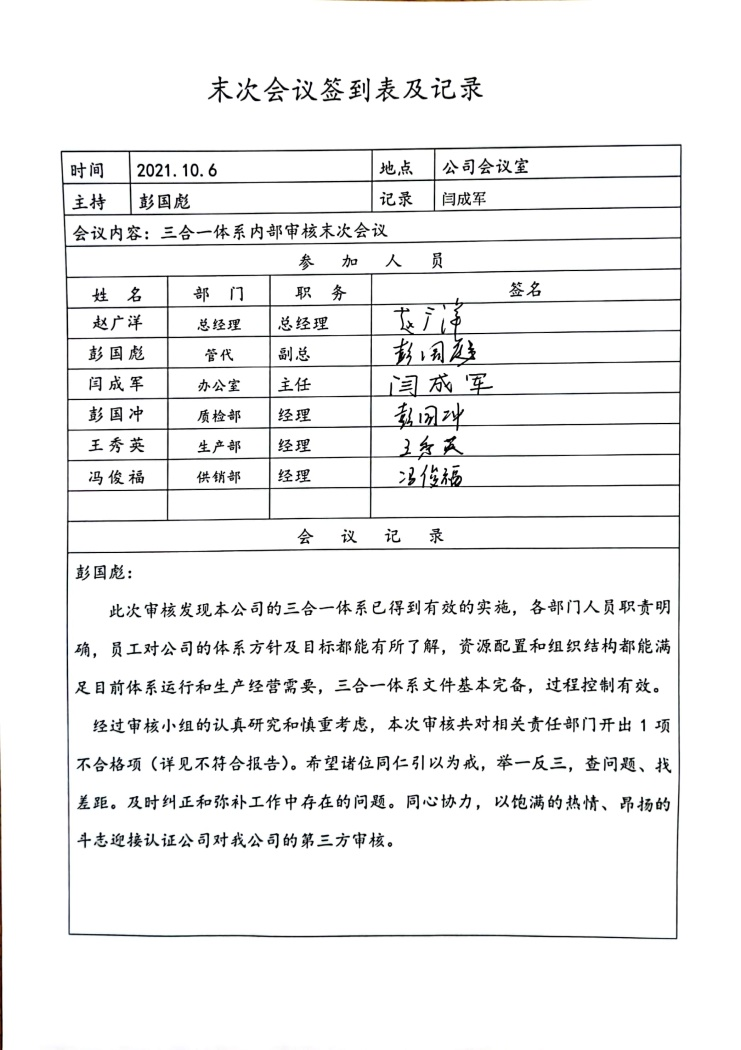 末次会议签到表及记录
时间 2021.10.6 地点 公司会议室
主持 彭国彪 记录 闫成军
会议内容：三合一体系内部审核末次会议
参 加 人 员
姓 名 部 门 职 务 签名
赵广洋 总经理 总经理 赵广洋
彭国彪 管代 副总 彭国彪
闫成军 办公室 主任 闫成军
彭国冲 质检部 经理 彭国冲
王秀英 生产部 经理 王秀英
冯俊福 供销部 经理 冯俊福
会 议 记 录
彭国彪：
此次审核发现本公司的三合一体系已得到有效的实施，各部门人员职责明
确，员工对公司的体系方针及目标都能有所了解，资源配置和组织结构都能满
足目前体系运行和生产经营需要，三合一体系文件基本完备，过程控制有效。
经过审核小组的认真研究和慎重考虑，本次审核共对相关责任部门开出 1 项
不合格项（详见不符合报告）。希望诸位同仁引以为戒，举一反三，查问题、找
差距。及时纠正和弥补工作中存在的问题。同心协力，以饱满的热情、昂扬的
斗志迎接认证公司对我公司的第三方审核。